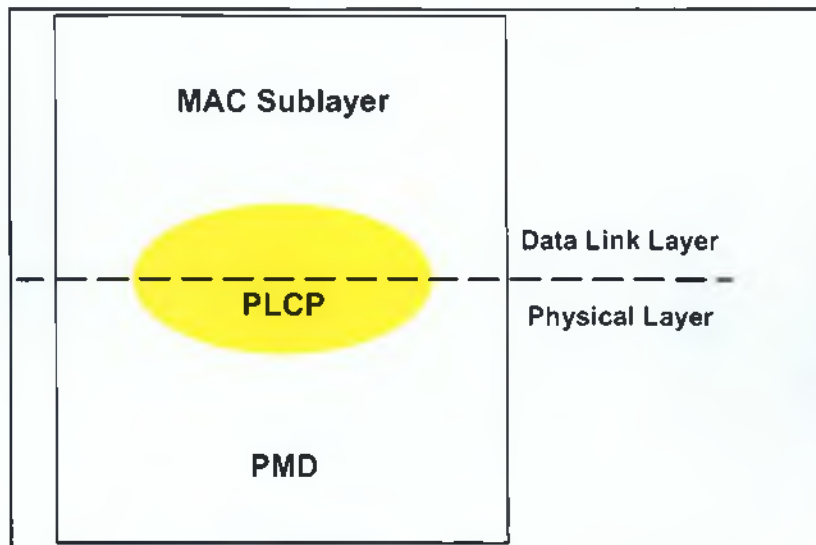 MAC Sublayer
Data Link Layer
PLCP
Physical Layer
PMD